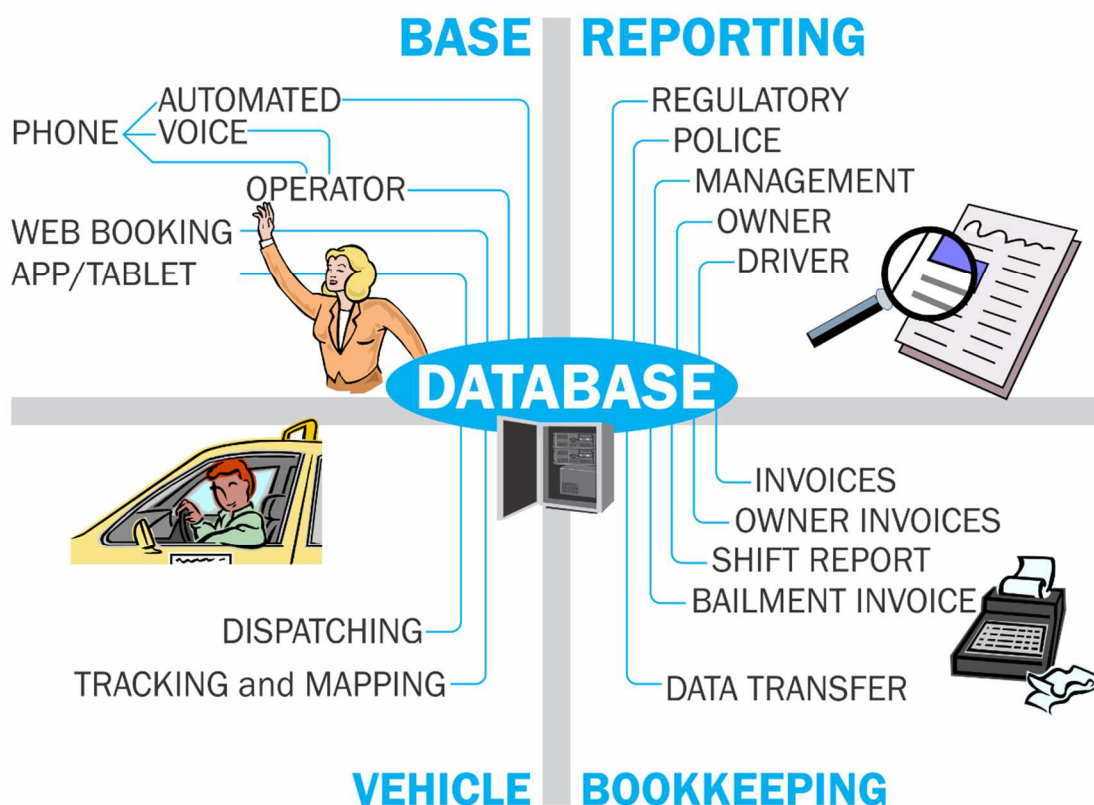 BASE REPORTING
AUTOMATED
PHONE VOICE
OPERATOR
WEB BOOKING
APP/TABLET
REGULATORY
POLICE
MANAGEMENT
OWNER
DRIVER
DATABASE
DISPATCHING
TRACKING and MAPPING
INVOICES
OWNER INVOICES
SHIFT REPORT
BAILMENT INVOICE
DATA TRANSFER
VEHICLE BOOKKEEPING